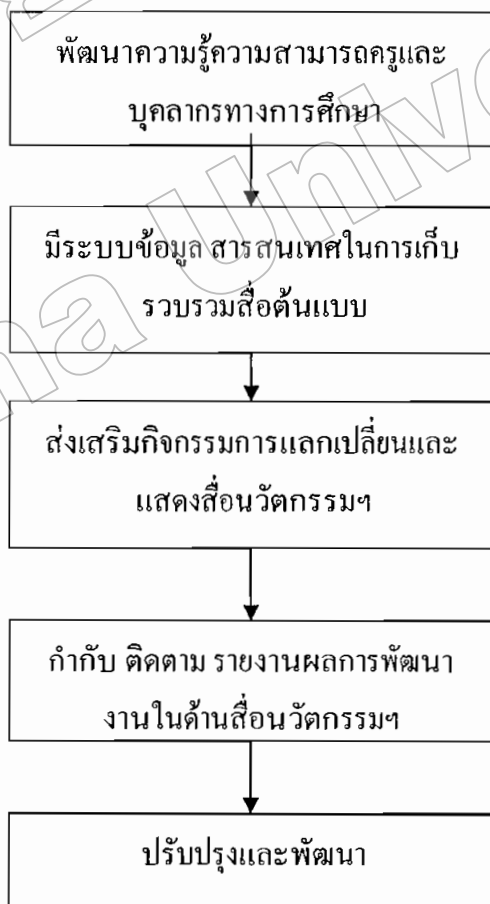 พัฒนาความรู้ความสามารถครูและ
บุคลากรทางการศึกษา
มีระบบข้อมูล สารสนเทศในการเก็บ
รวบรวมสื่อต้นแบบ
ส่งเสริมกิจกรรมการแลกเปลี่ยนและ
แสดงสื่อนวัตกรรมฯ
กำกับ ติดตาม รายงานผลการพัฒนา
งานในด้านสื่อนวัตกรรมฯ
ปรับปรุงและพัฒนา